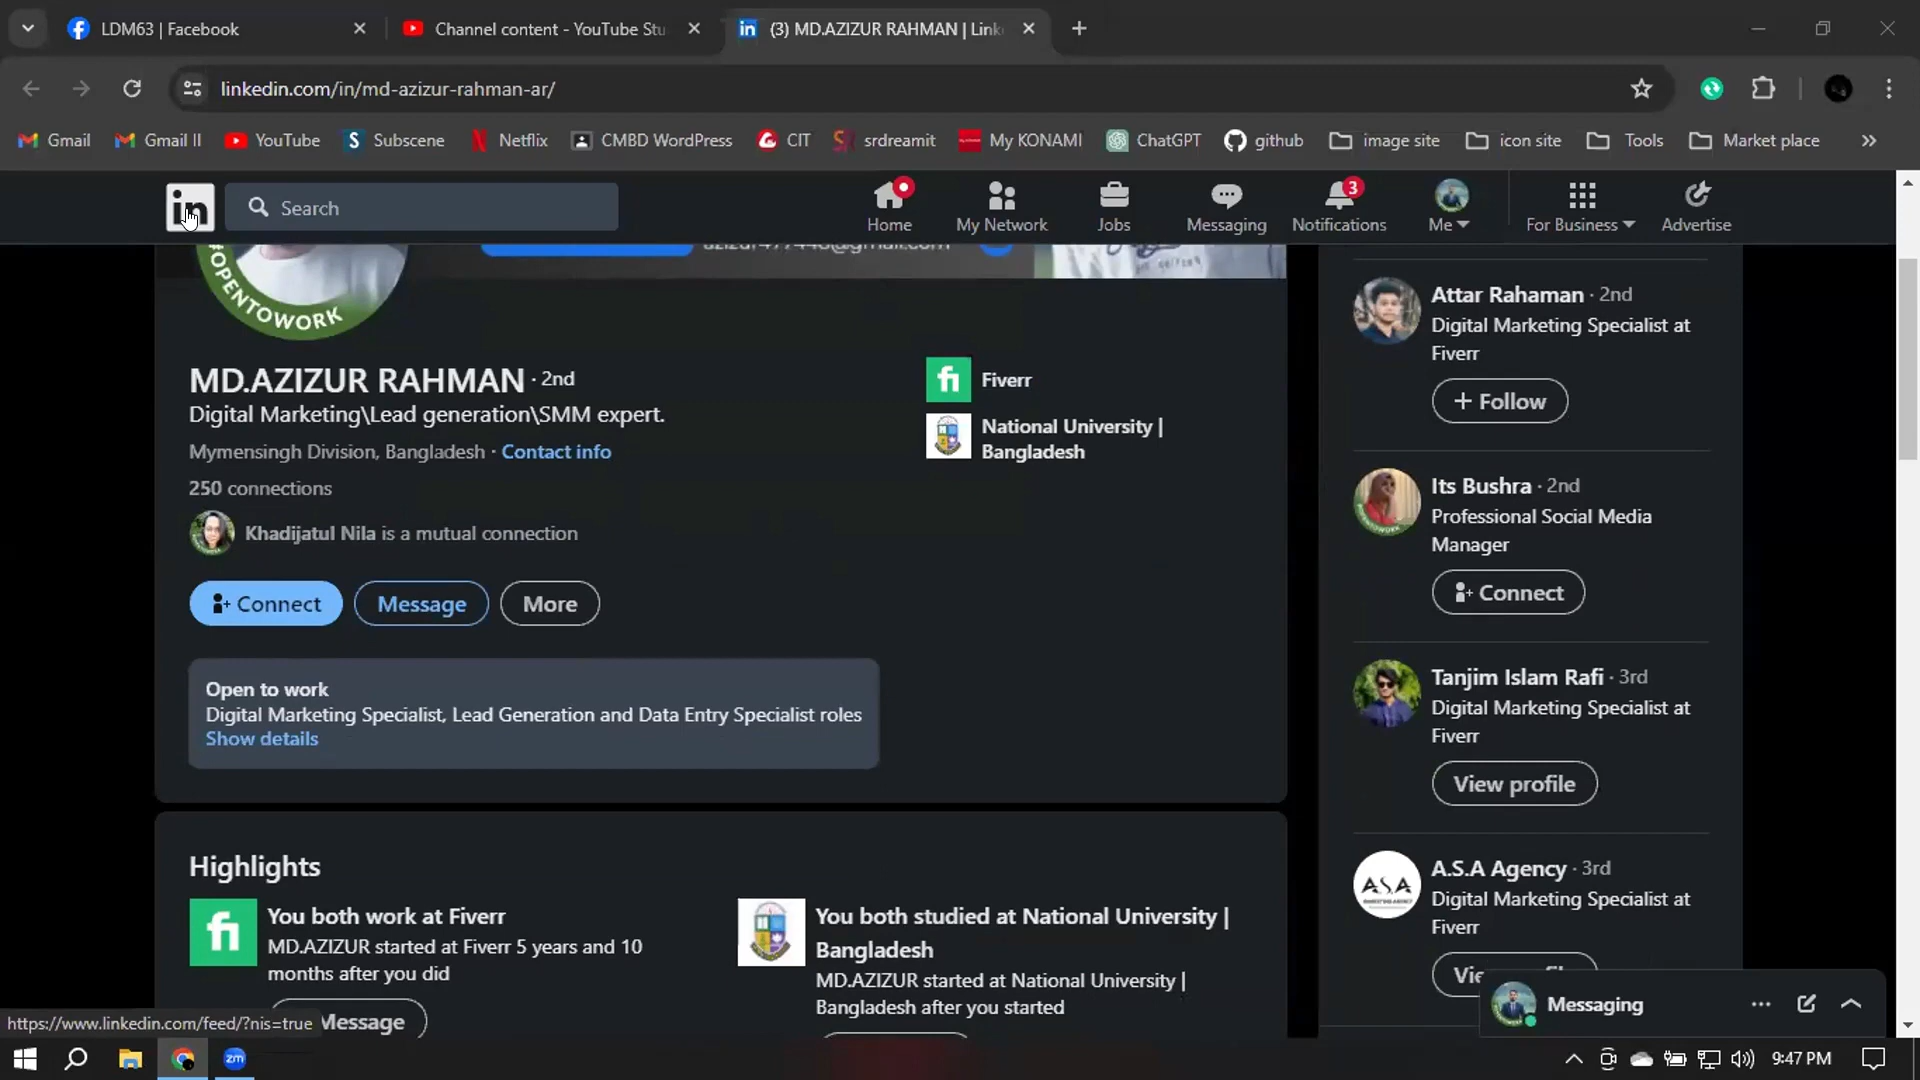 LDM63 | Facebook
Channel content - YouTube Stu
(3) MD.AZIZUR RAHMAN | Link
linkedin.com/in/md-azizur-rahman-ar/
Gmail
Gmail II
YouTube
Subscene
Netflix
CMBD WordPress
CIT
srdreamit
My KONAMI
ChatGPT
github
image site
icon site
Tools
Market place
in
Search
Home
My Network
Jobs
Messaging
3
Notifications
Me
For Business
Advertise
#OPENTOWORK
MD.AZIZUR RAHMAN · 2nd
Digital Marketing\Lead generation\SMM expert.
Mymensingh Division, Bangladesh · Contact info
250 connections
Khadijatul Nila is a mutual connection
Connect
Message
More
fi
Fiverr
National University |
Bangladesh
Open to work
Digital Marketing Specialist, Lead Generation and Data Entry Specialist roles
Show details
Highlights
fi
You both work at Fiverr
MD.AZIZUR started at Fiverr 5 years and 10
months after you did
Message
You both studied at National University |
Bangladesh
MD.AZIZUR started at National University |
Bangladesh after you started
Attar Rahaman · 2nd
Digital Marketing Specialist at
Fiverr
+ Follow
Its Bushra · 2nd
Professional Social Media
Manager
Connect
Tanjim Islam Rafi · 3rd
Digital Marketing Specialist at
Fiverr
View profile
ASA
A.S.A Agency · 3rd
Digital Marketing Specialist at
Fiverr
Messaging
https://www.linkedin.com/feed/?nis=true
zm
9:47 PM